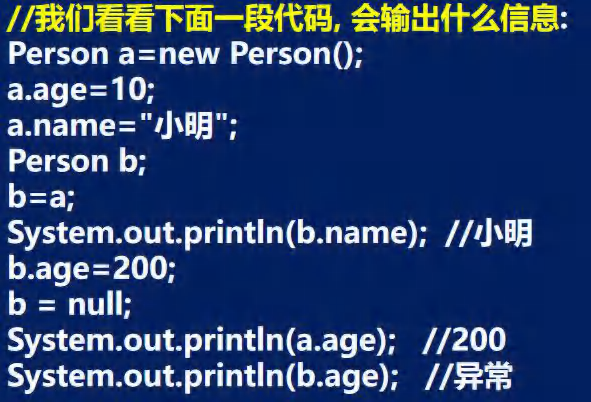 //我们看看下面一段代码, 会输出什么信息:
Person a=new Person();
a.age=10;
a.name="小明";
Person b;
b=a;
System.out.println(b.name);  //小明
b.age=200;
b = null;
System.out.println(a.age);   //200
System.out.println(b.age);   //异常